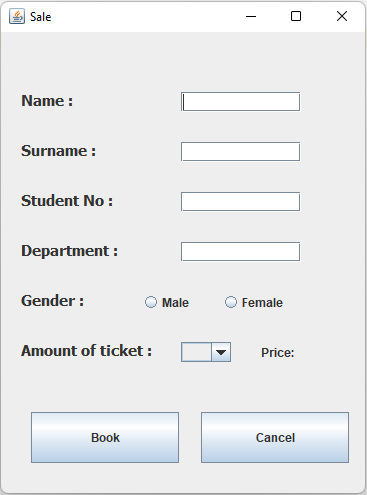 Sale
Name :
Surname :
Student No :
Department :
Gender : Male Female
Amount of ticket : Price:
Book Cancel